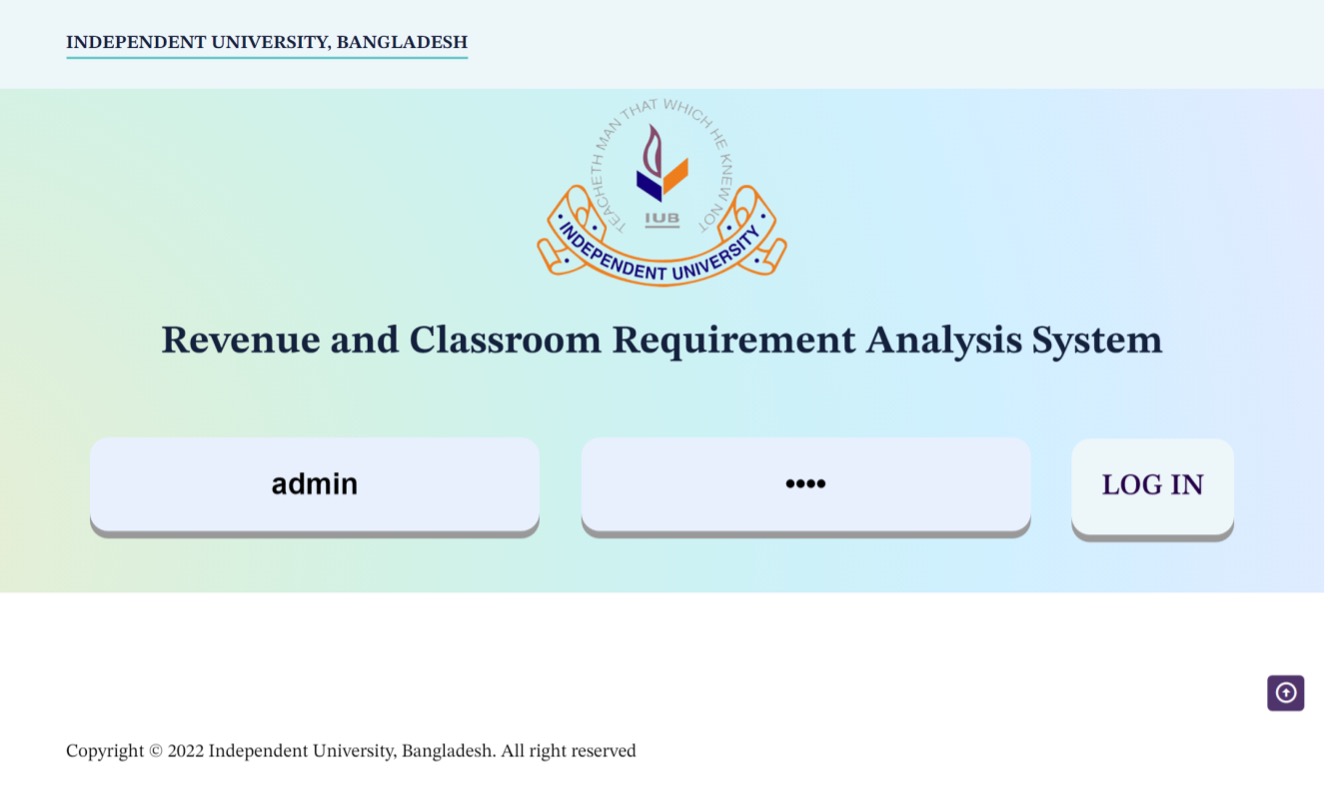 INDEPENDENT UNIVERSITY, BANGLADESH
TEACHETH MAN THAT WHICH HE KNEW NOT
IUB
INDEPENDENT UNIVERSITY
Revenue and Classroom Requirement Analysis System
admin
••••
LOG IN
Copyright © 2022 Independent University, Bangladesh. All right reserved